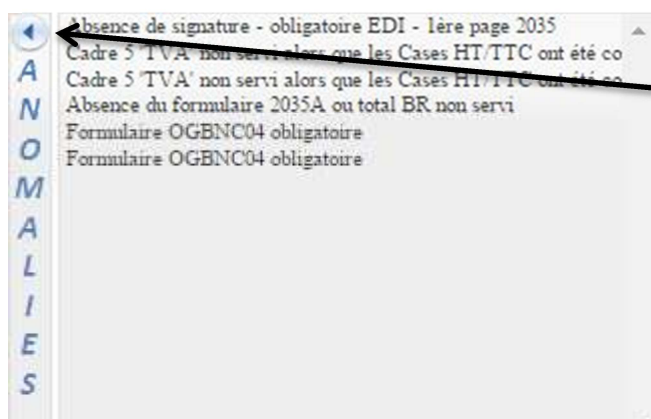 ANOMALIES
Absence de signature - obligatoire EDI - 1ère page 2035
Cadre 5 'TVA' non servi alors que les Cases HT/TTC ont été co
Cadre 5 'TVA' non servi alors que les Cases HT/TTC ont été co
Absence du formulaire 2035A ou total BR non servi
Formulaire OGBNC04 obligatoire
Formulaire OGBNC04 obligatoire